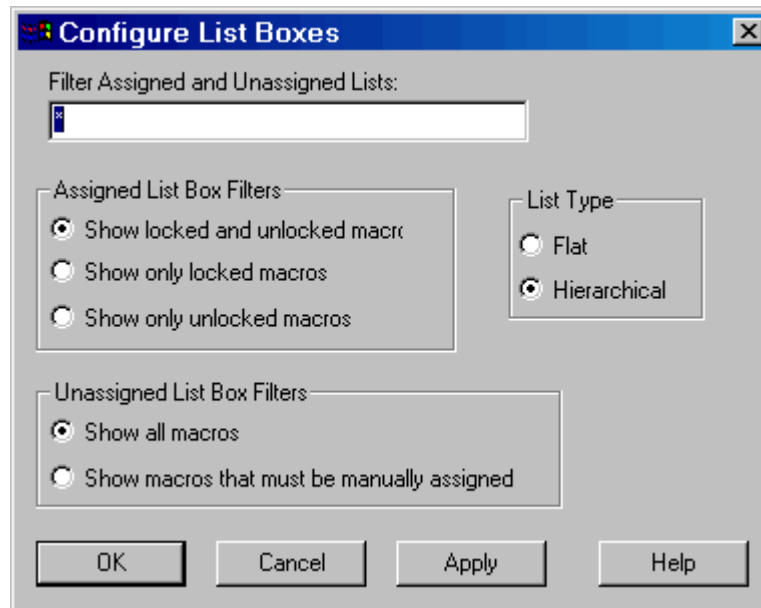 Configure List Boxes
Filter Assigned and Unassigned Lists:
*
Assigned List Box Filters
Show locked and unlocked macro
Show only locked macros
Show only unlocked macros
List Type
Flat
Hierarchical
Unassigned List Box Filters
Show all macros
Show macros that must be manually assigned
OK
Cancel
Apply
Help